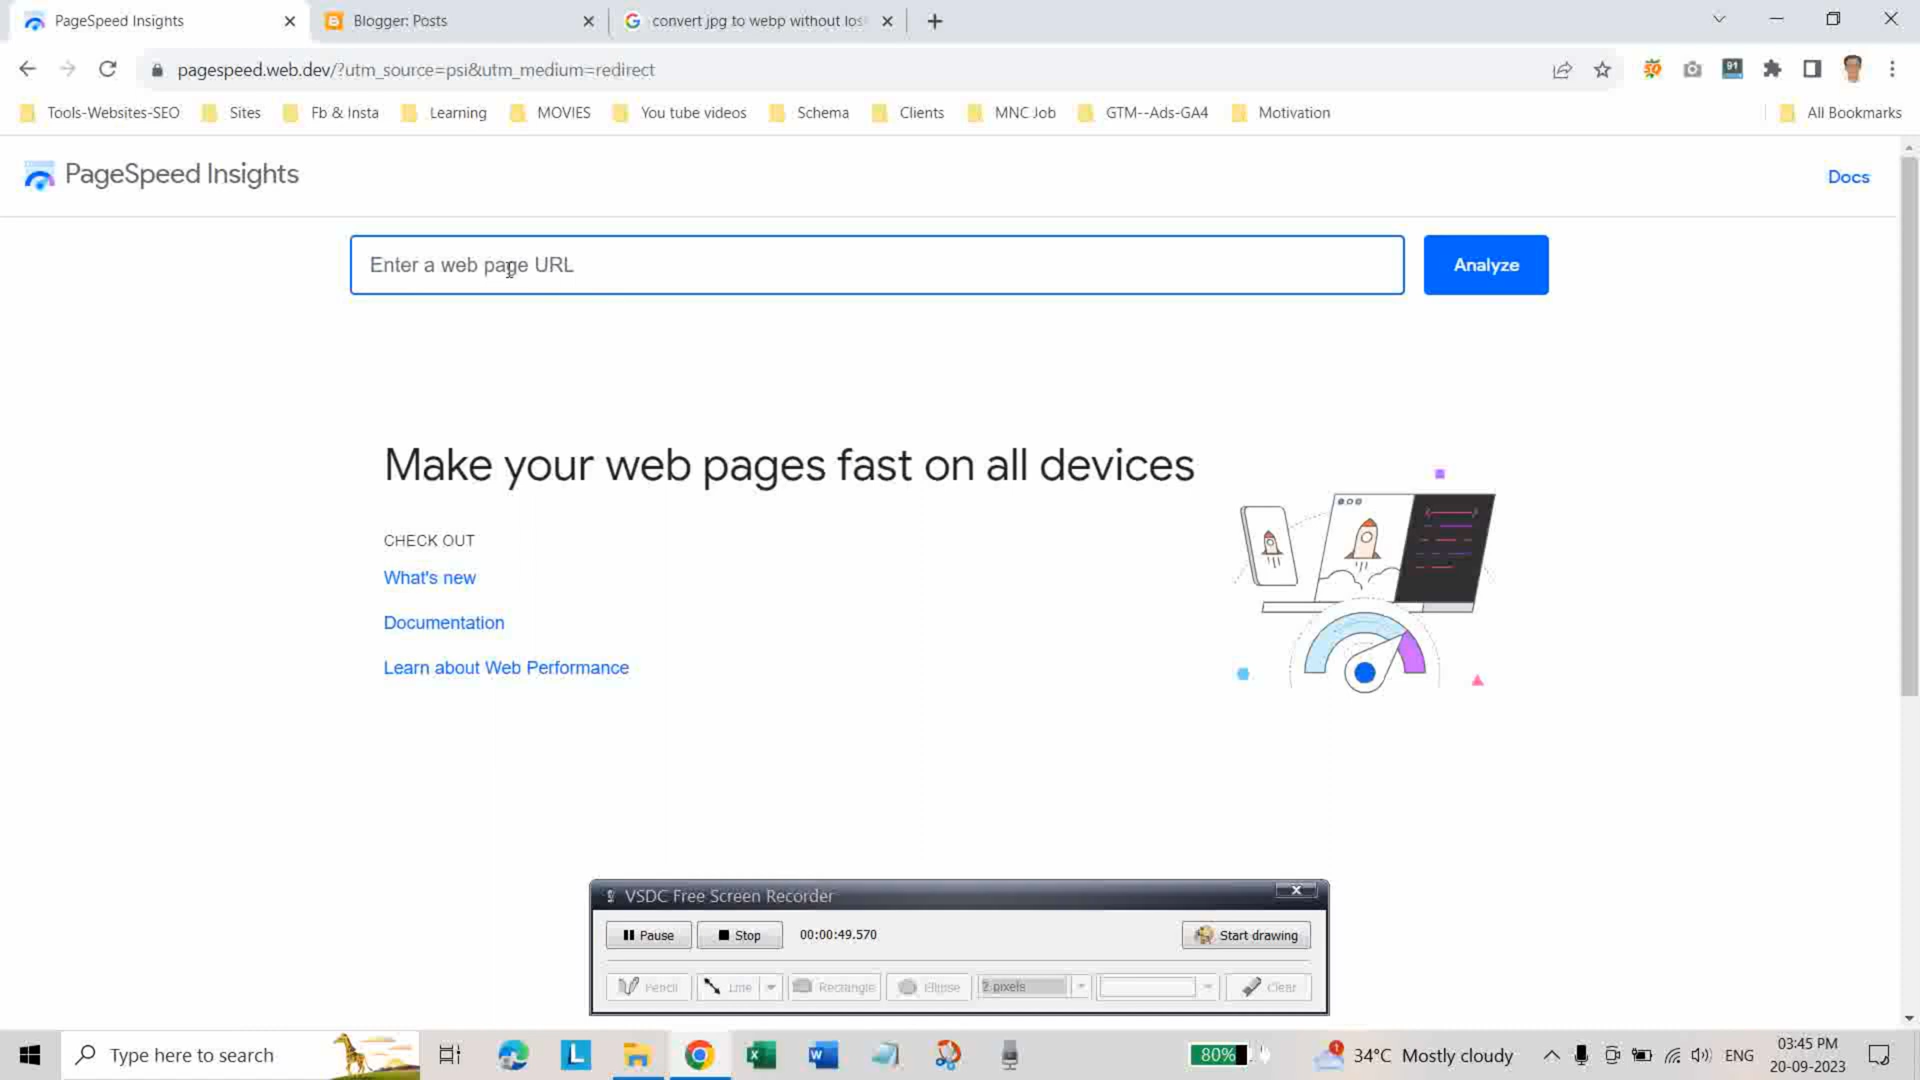 PageSpeed Insights
Blogger: Posts
convert jpg to webp without los
pagespeed.web.dev/?utm_source=psi&utm_medium=redirect
91
Tools-Websites-SEO
Sites
Fb & Insta
Learning
MOVIES
You tube videos
Schema
Clients
MNC Job
GTM--Ads-GA4
Motivation
All Bookmarks
PageSpeed Insights
Docs
Enter a web page URL
Analyze
Make your web pages fast on all devices
CHECK OUT
What's new
Documentation
Learn about Web Performance
VSDC Free Screen Recorder
Pause
Stop
00:00:49.570
Start drawing
Pencil
Line
Rectangle
Ellipse
2 pixels
Clear
Type here to search
80%
34°C Mostly cloudy
ENG
03:45 PM
20-09-2023